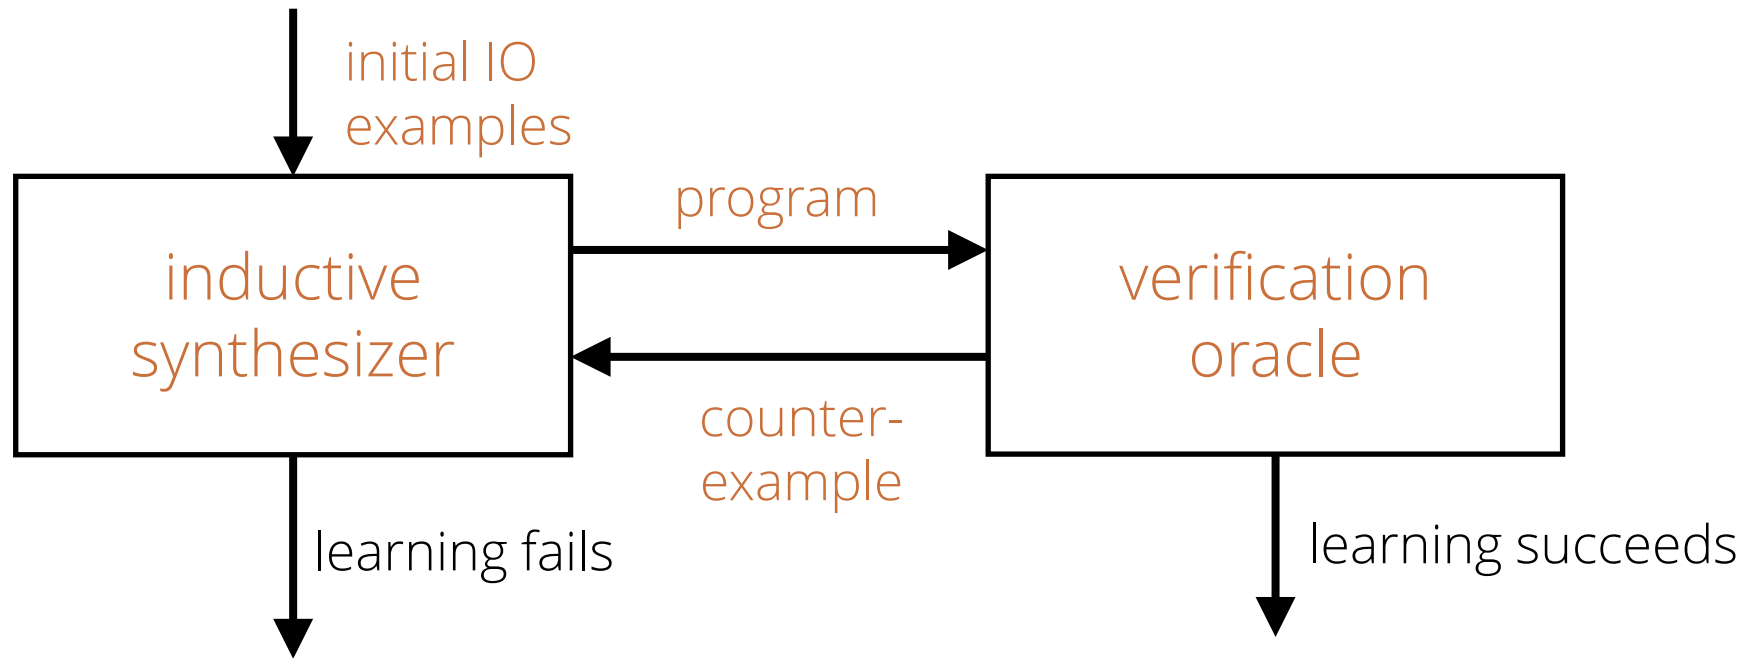 initial IO
examples
program
inductive
synthesizer
verification
oracle
counter-
example
learning fails
learning succeeds